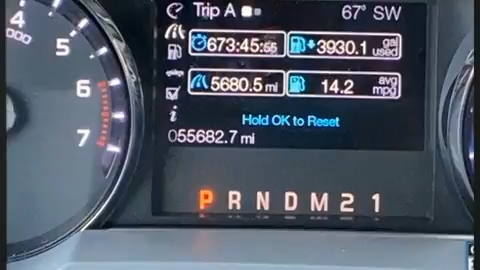 4
5
6
7
Trip A 67° SW
673:45:55 3930.1 gal used
5680.5 mi 14.2 avg mpg
Hold OK to Reset
055682.7 mi
P R N D M 2 1